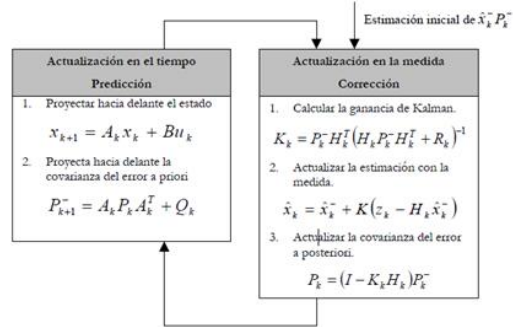 Estimación inicial de x̂ₖ⁻ Pₖ⁻
Actualización en el tiempo
Predicción
1. Proyectar hacia delante el estado
xₖ₊₁ = Aₖxₖ + Buₖ
2. Proyecta hacia delante la
covarianza del error a priori
P⁻ₖ₊₁ = AₖPₖAₖᵀ + Qₖ
Actualización en la medida
Corrección
1. Calcular la ganancia de Kalman.
Kₖ = Pₖ⁻Hₖᵀ(HₖPₖ⁻Hₖᵀ + Rₖ)⁻¹
2. Actualizar la estimación con la
medida.
x̂ₖ = x̂ₖ⁻ + K(zₖ − Hₖx̂ₖ⁻)
3. Actualizar la covarianza del error
a posteriori.
Pₖ = (I − KₖHₖ)Pₖ⁻